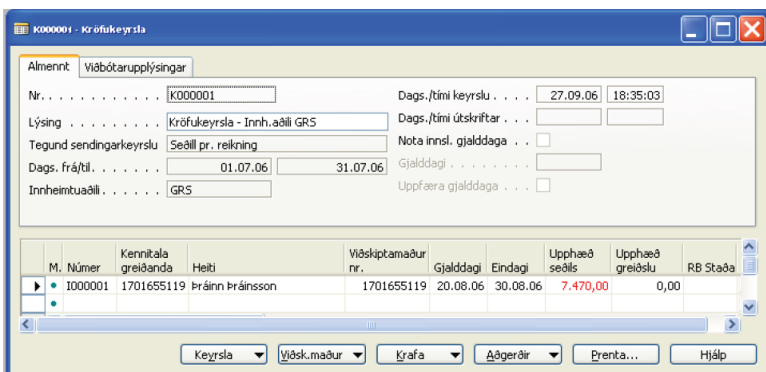 K000001 - Kröfukeyrsla
Almennt Viðbótarupplýsingar
Nr. . . . . . . . . . . . . K000001 Dags./tími keyrslu . . . . 27.09.06 18:35:03
Lýsing . . . . . . . . . Kröfukeyrsla - Innh.aðili GRS Dags./tími útskriftar . . .
Tegund sendingarkeyrslu Seðill pr. reikning Nota innsl. gjalddaga . .
Dags. frá/til. . . . . . . 01.07.06 31.07.06 Gjalddagi . . . . . . . .
Innheimtuaðili . . . . . . GRS Uppfæra gjalddaga . . .
M. Númer Kennitala greiðanda Heiti Viðskiptamaður nr. Gjalddagi Eindagi Upphæð seðils Upphæð greiðslu RB Staða
I000001 1701655119 Þráinn Þráinsson 1701655119 20.08.06 30.08.06 7.470,00 0,00
Keyrsla Viðsk.maður Krafa Aðgerðir Prenta... Hjálp